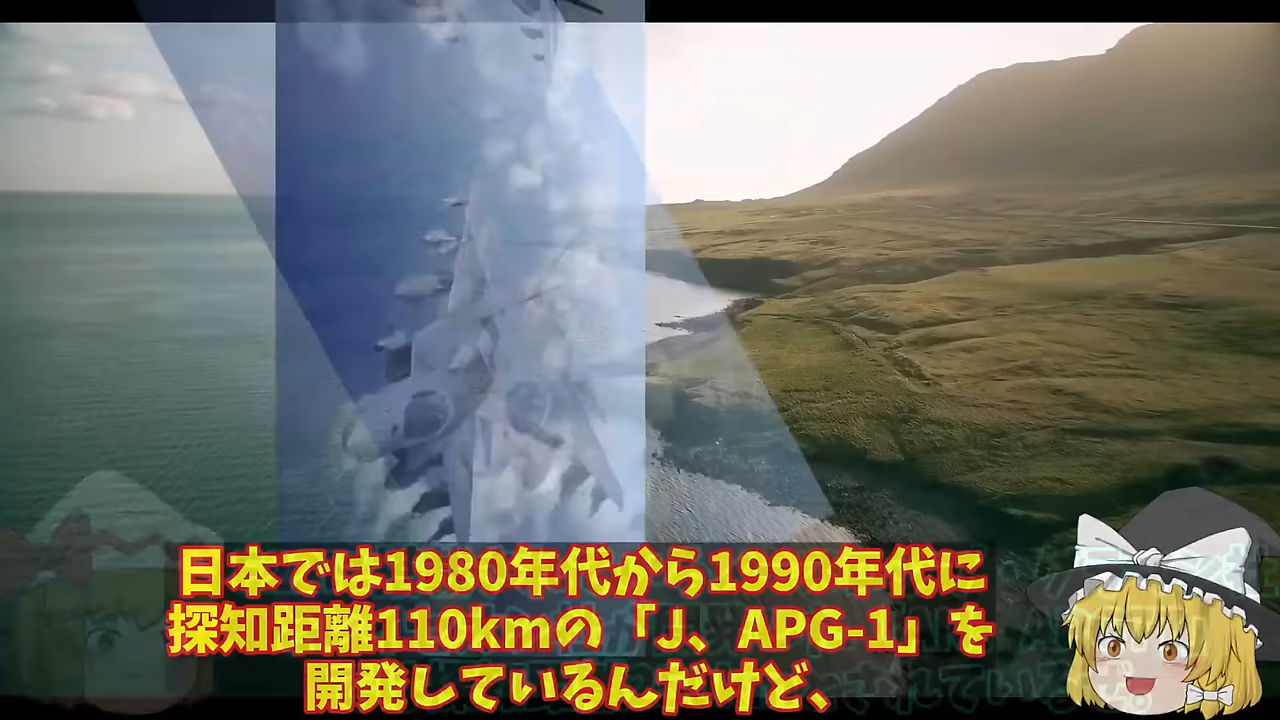 日本では1980年代から1990年代に
探知距離110kmの「J、APG-1」を
開発しているんだけど、